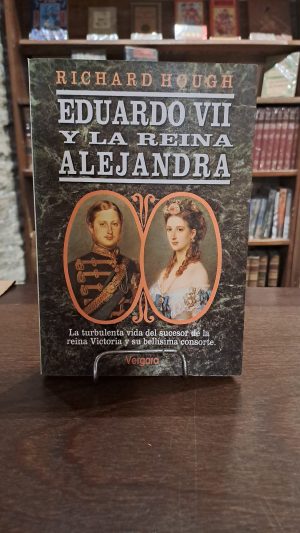 RICHARD HOUGH
EDUARDO VII
Y LA REINA
ALEJANDRA
La turbulenta vida del sucesor de la
reina Victoria y su bellísima consorte.
Vergara